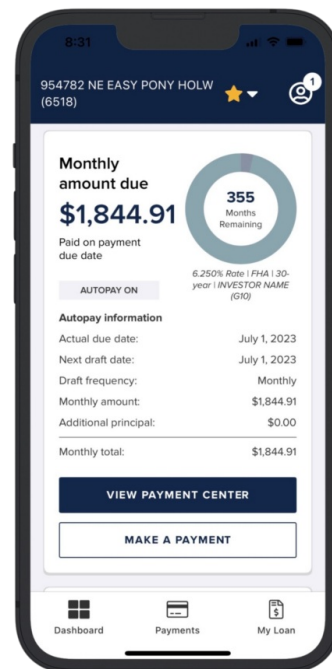 8:31
954782 NE EASY PONY HOLW
(6518)
1
Monthly
amount due
$1,844.91
Paid on payment
due date
AUTOPAY ON
355
Months
Remaining
6.250% Rate | FHA | 30-
year | INVESTOR NAME
(G10)
Autopay information
Actual due date: July 1, 2023
Next draft date: July 1, 2023
Draft frequency: Monthly
Monthly amount: $1,844.91
Additional principal: $0.00
Monthly total: $1,844.91
VIEW PAYMENT CENTER
MAKE A PAYMENT
Dashboard Payments My Loan